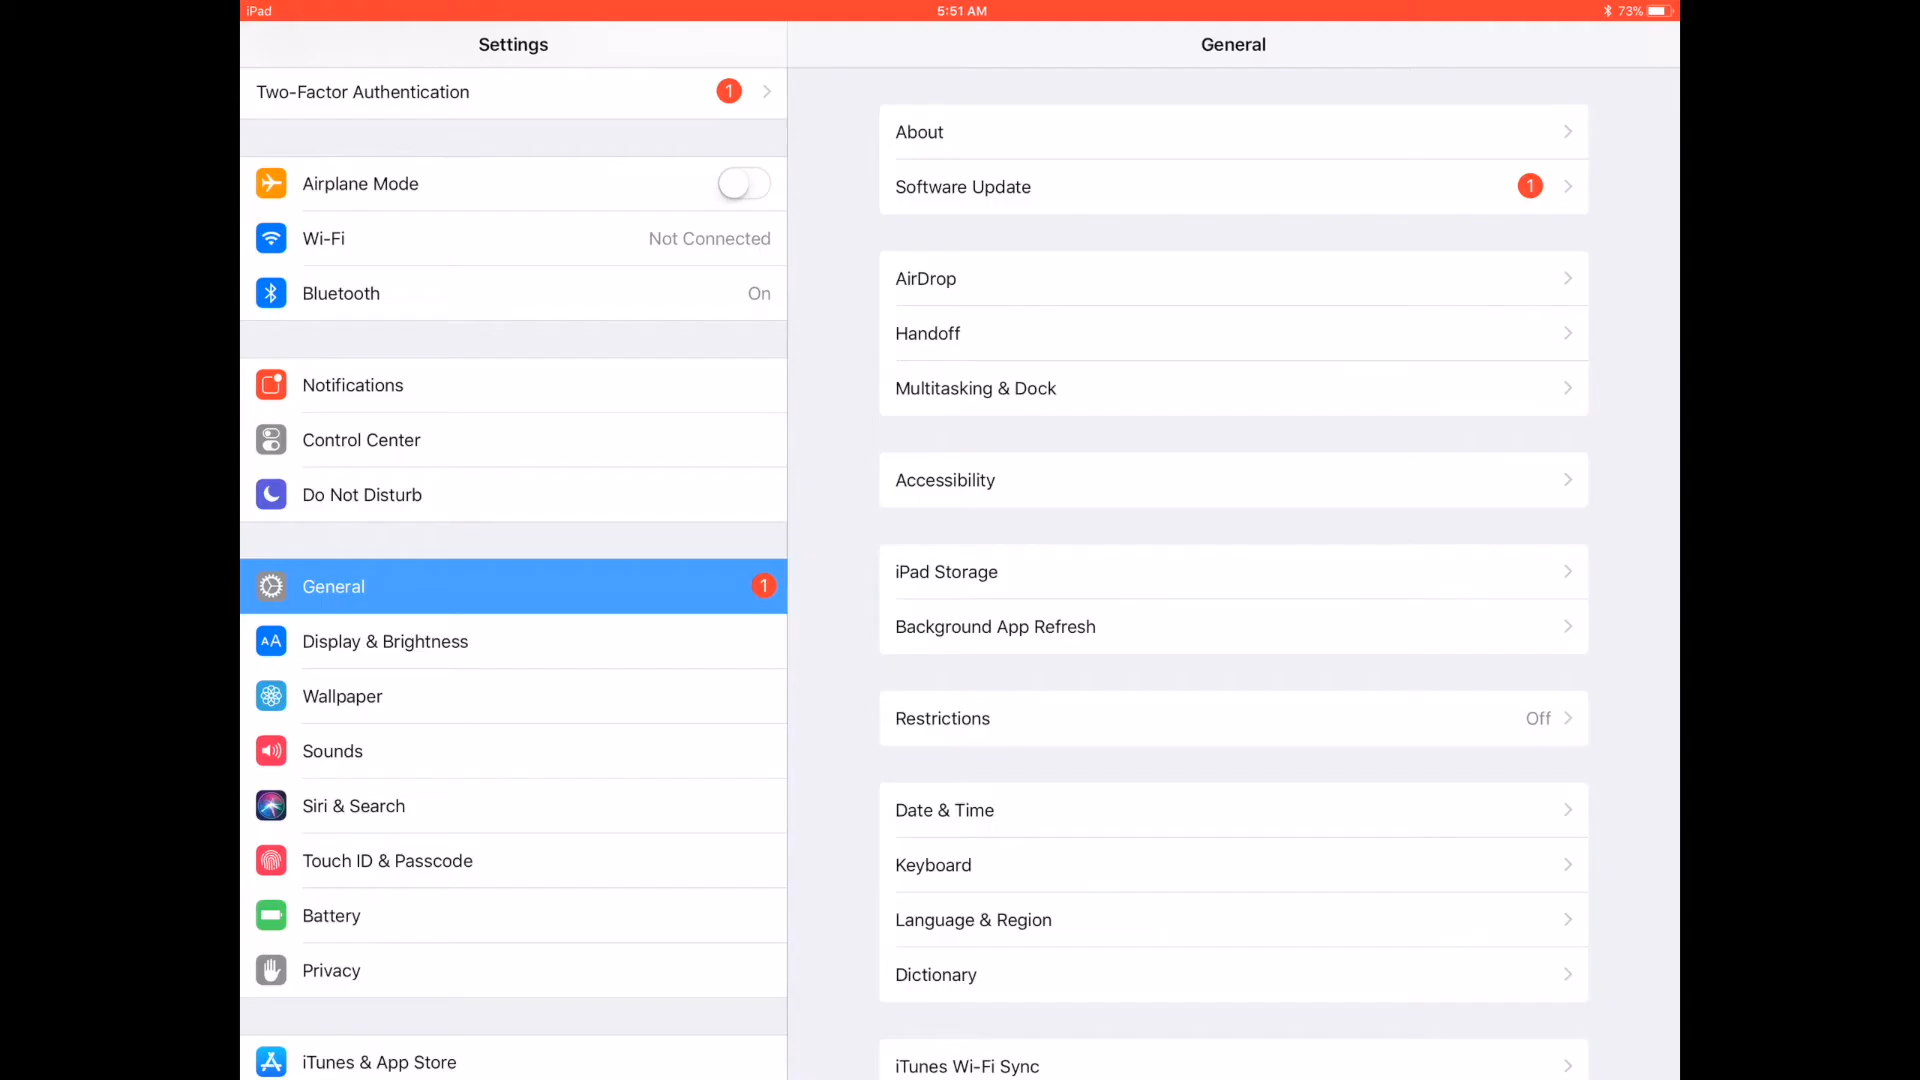 iPad
5:51 AM
73%
Settings
General
Two-Factor Authentication 1
Airplane Mode
Wi-Fi Not Connected
Bluetooth On
Notifications
Control Center
Do Not Disturb
General 1
AA Display & Brightness
Wallpaper
Sounds
Siri & Search
Touch ID & Passcode
Battery
Privacy
iTunes & App Store
About
Software Update 1
AirDrop
Handoff
Multitasking & Dock
Accessibility
iPad Storage
Background App Refresh
Restrictions Off
Date & Time
Keyboard
Language & Region
Dictionary
iTunes Wi-Fi Sync